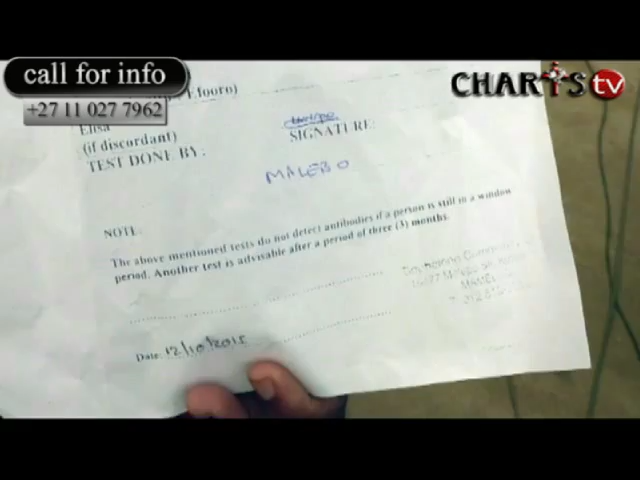 call for info
+27 11 027 7962
CHARIS tv
Elisa
(if discordant)
SIGNATURE:
TEST DONE BY:
MALEBO
NOTE:
The above mentioned tests do not detect antibodies if a person is still in a window
period. Another test is advisable after a period of three (3) months.
Date: 12/10/2015